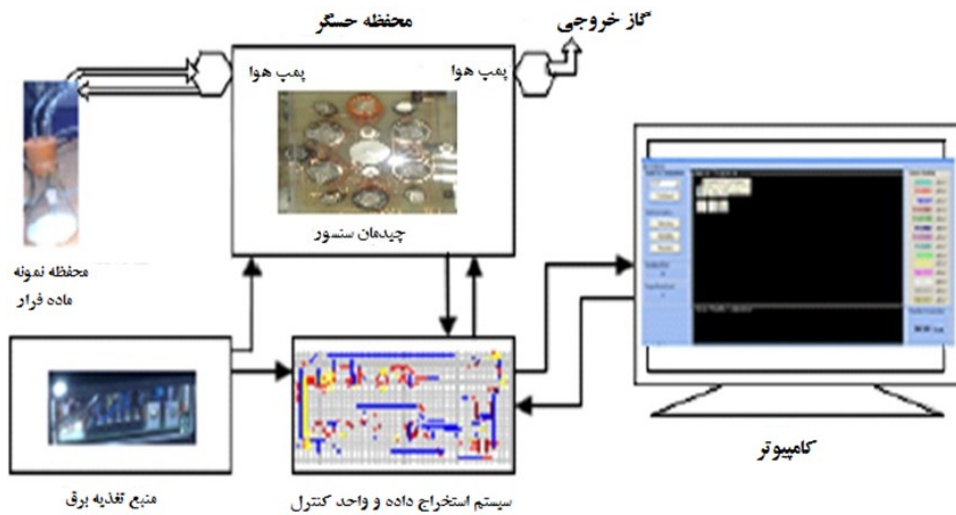 محفظه حسگر
گاز خروجی
پمپ هوا
پمپ هوا
چیدمان سنسور
محفظه نمونه
ماده فرار
کامپیوتر
منبع تغذیه برق
سیستم استخراج داده و واحد کنترل